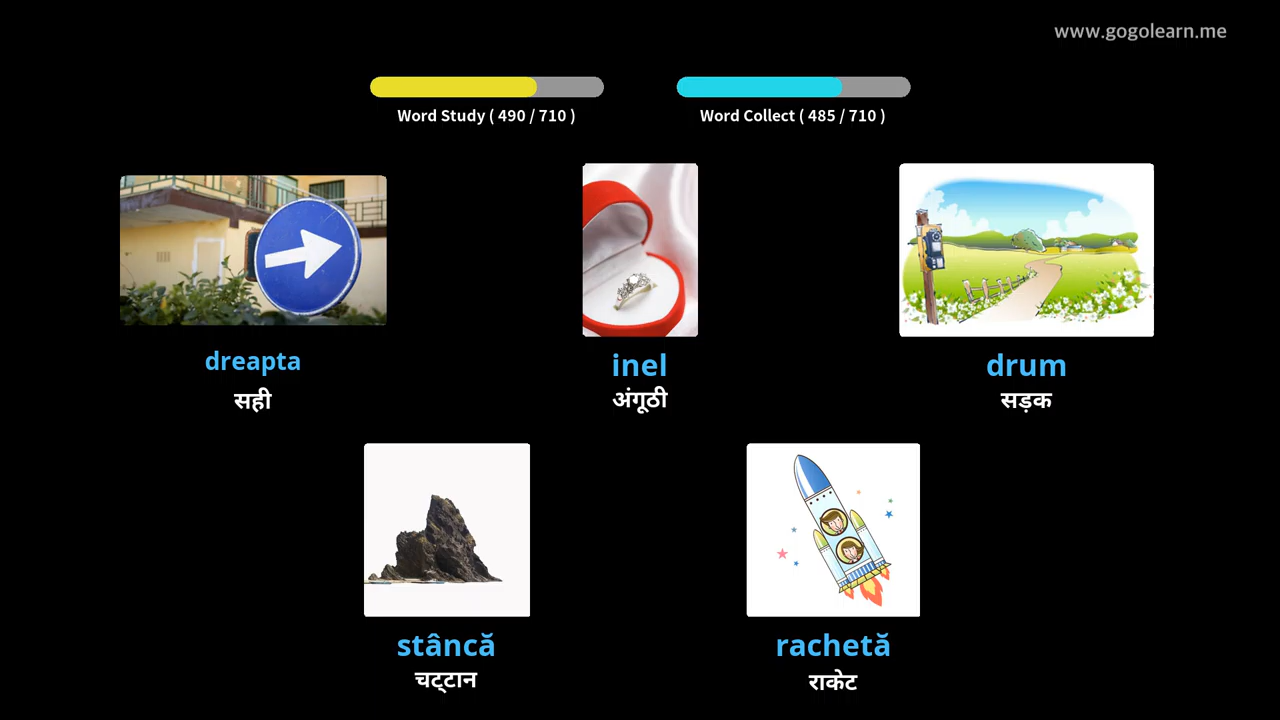 www.gogolearn.me
Word Study ( 490 / 710 )
Word Collect ( 485 / 710 )
dreapta
सही
inel
अंगूठी
drum
सड़क
stâncă
चट्टान
rachetă
राकेट